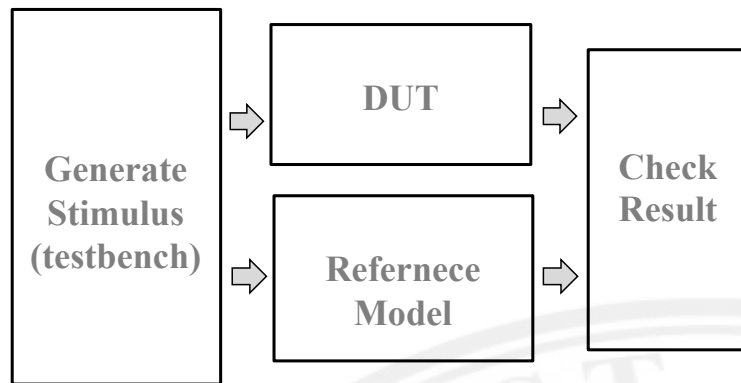 Generate
Stimulus
(testbench)
DUT
Refernece
Model
Check
Result